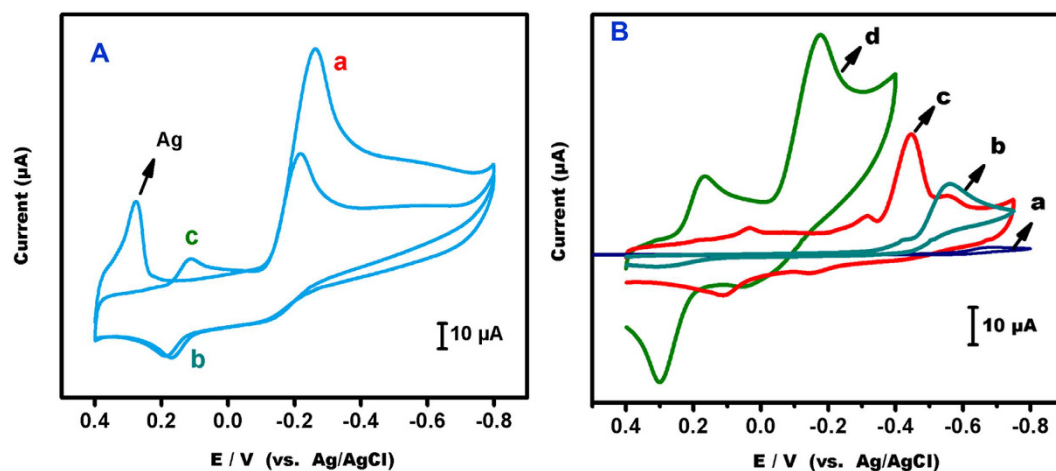 A
Ag
a
c
b
10 µA
Current (µA)
0.4 0.2 0.0 -0.2 -0.4 -0.6 -0.8
E / V (vs. Ag/AgCl)
B
d
c
b
a
10 µA
Current (µA)
0.4 0.2 0.0 -0.2 -0.4 -0.6 -0.8
E / V (vs. Ag/AgCl)